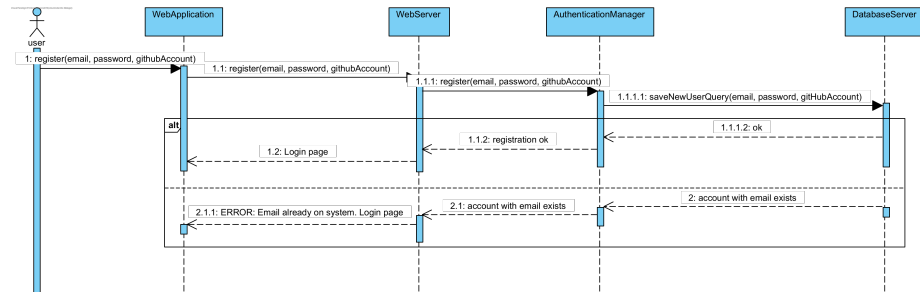 WebApplication
WebServer
AuthenticationManager
DatabaseServer
user
1: register(email, password, githubAccount)
1.1: register(email, password, githubAccount)
1.1.1: register(email, password, githubAccount)
1.1.1.1: saveNewUserQuery(email, password, gitHubAccount)
alt
1.1.1.2: ok
1.1.2: registration ok
1.2: Login page
2: account with email exists
2.1: account with email exists
2.1.1: ERROR: Email already on system. Login page